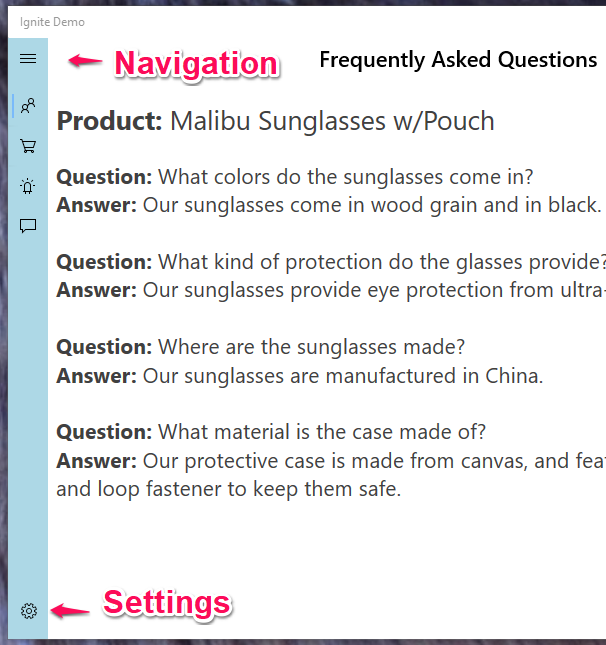 Ignite Demo
Navigation
Frequently Asked Questions
Product: Malibu Sunglasses w/Pouch
Question: What colors do the sunglasses come in?
Answer: Our sunglasses come in wood grain and in black.
Question: What kind of protection do the glasses provide?
Answer: Our sunglasses provide eye protection from ultra-
Question: Where are the sunglasses made?
Answer: Our sunglasses are manufactured in China.
Question: What material is the case made of?
Answer: Our protective case is made from canvas, and
and loop fastener to keep them safe.
Settings